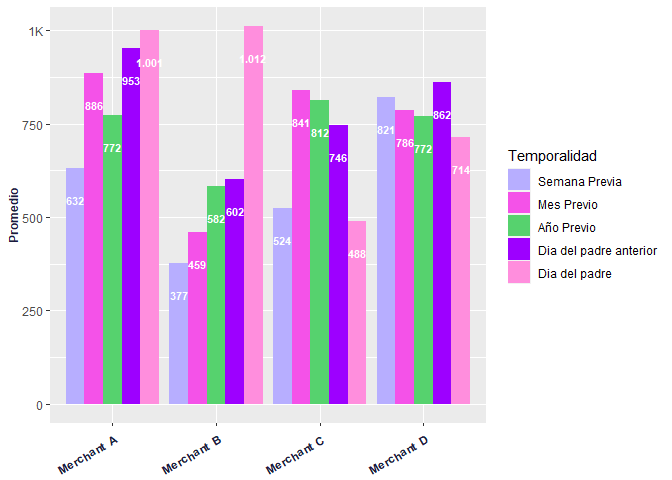 Promedio
1K
750
500
250
0
632
886
772
953
1.001
377
459
582
602
1.012
524
841
812
746
488
821
786
772
862
714
Merchant A
Merchant B
Merchant C
Merchant D
Temporalidad
Semana Previa
Mes Previo
Año Previo
Dia del padre anterior
Dia del padre